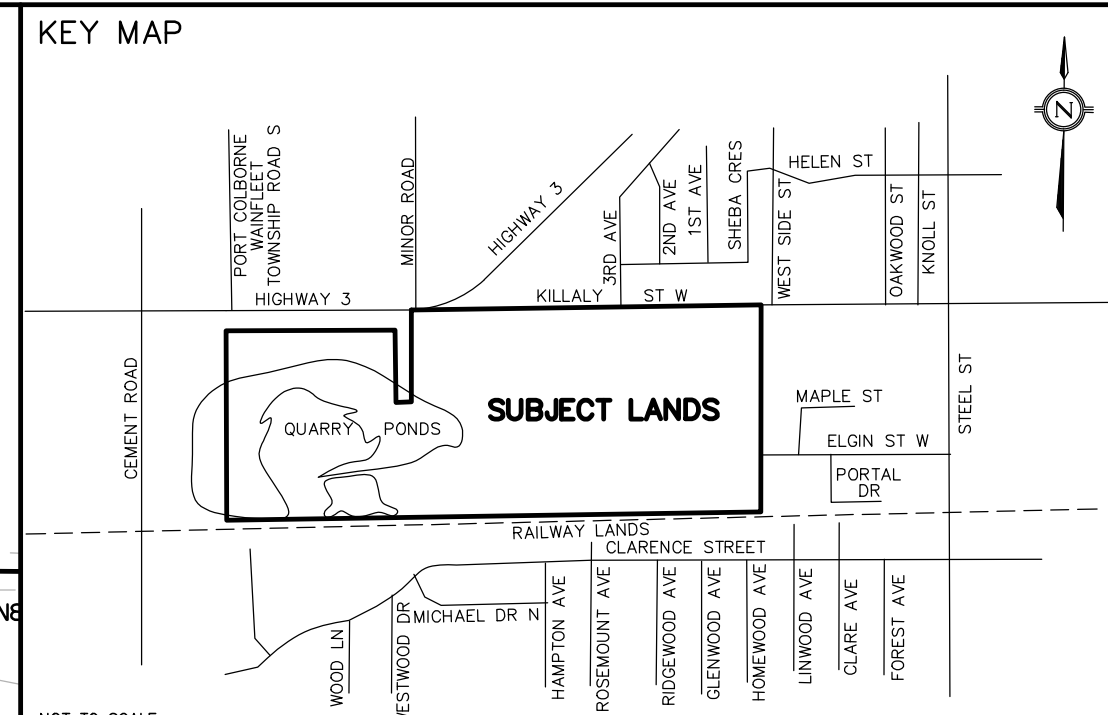 KEY MAP
N
PORT COLBORNE
WAINFLEET
TOWNSHIP ROAD S
MINOR ROAD
HIGHWAY 3
3RD AVE
2ND AVE
1ST AVE
SHEBA CRES
WEST SIDE ST
HELEN ST
OAKWOOD ST
KNOLL ST
HIGHWAY 3
KILLALY ST W
CEMENT ROAD
QUARRY PONDS
SUBJECT LANDS
MAPLE ST
ELGIN ST W
PORTAL
DR
STEEL ST
RAILWAY LANDS
CLARENCE STREET
MICHAEL DR N
WOOD LN
WESTWOOD DR
HAMPTON AVE
ROSEMOUNT AVE
RIDGEWOOD AVE
GLENWOOD AVE
HOMEWOOD AVE
LINWOOD AVE
CLARE AVE
FOREST AVE
NOT TO SCALE